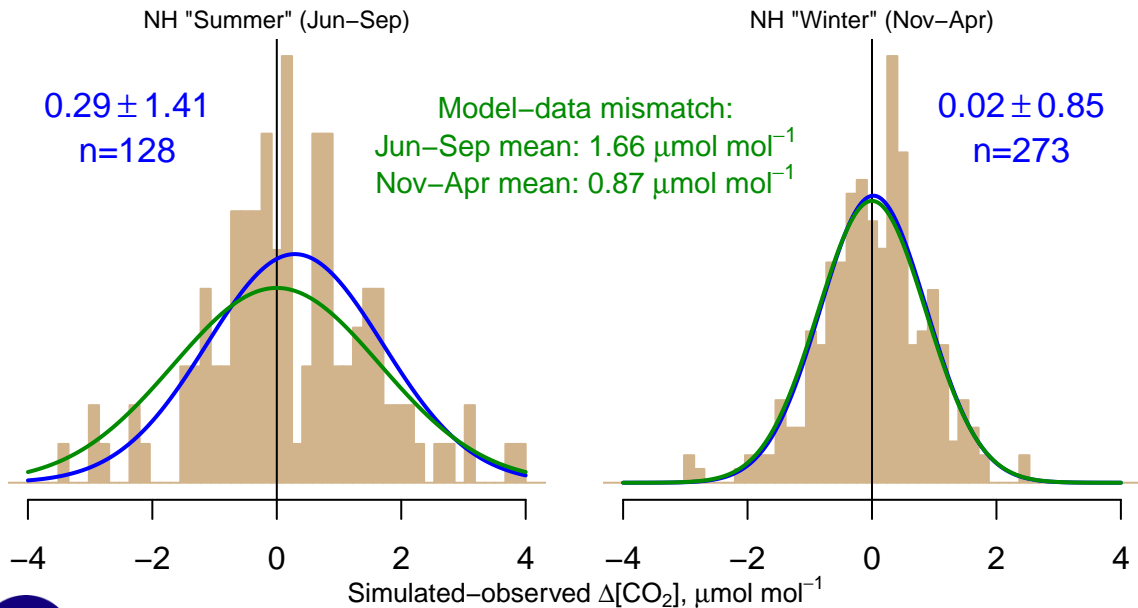 NH "Summer" (Jun−Sep)
NH "Winter" (Nov−Apr)
0.29 ± 1.41
n=128
Model−data mismatch:
Jun−Sep mean: 1.66 μmol mol⁻¹
Nov−Apr mean: 0.87 μmol mol⁻¹
0.02 ± 0.85
n=273
−4 −2 0 2 4
−4 −2 0 2 4
Simulated−observed Δ[CO₂], μmol mol⁻¹